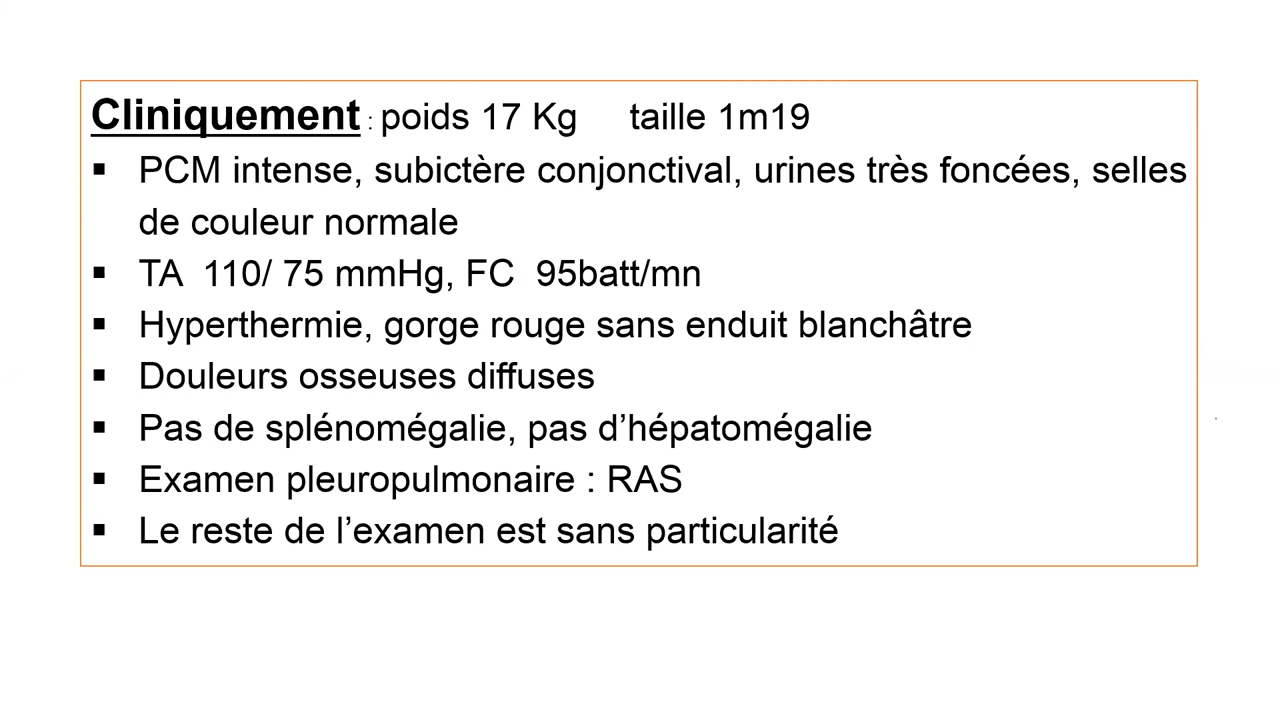 Cliniquement : poids 17 Kg taille 1m19
▪ PCM intense, subictère conjonctival, urines très foncées, selles
de couleur normale
▪ TA 110/ 75 mmHg, FC 95batt/mn
▪ Hyperthermie, gorge rouge sans enduit blanchâtre
▪ Douleurs osseuses diffuses
▪ Pas de splénomégalie, pas d’hépatomégalie
▪ Examen pleuropulmonaire : RAS
▪ Le reste de l’examen est sans particularité